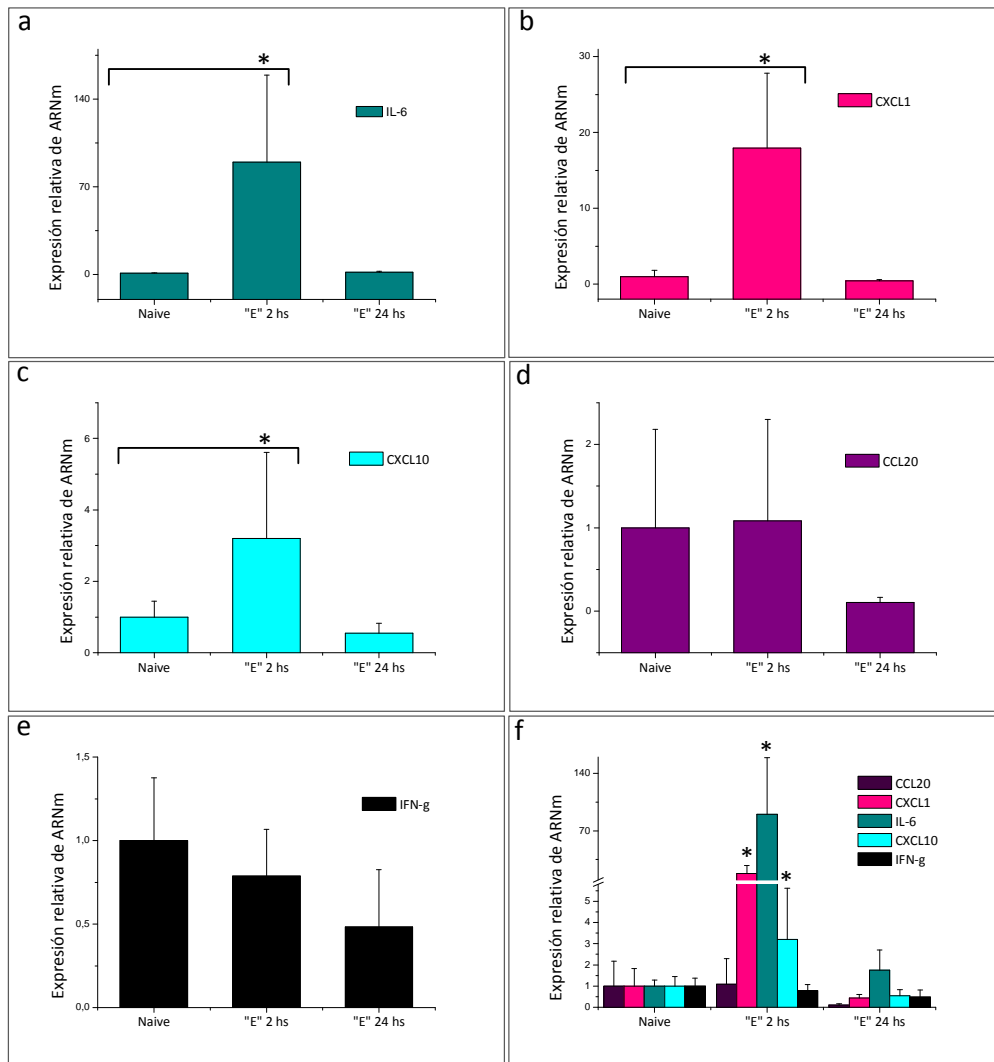 a
*
Expresión relativa de ARNm
140
70
0
IL-6
Naive "E" 2 hs "E" 24 hs
b
*
Expresión relativa de ARNm
30
20
10
0
CXCL1
Naive "E" 2 hs "E" 24 hs
c
*
Expresión relativa de ARNm
6
4
2
0
CXCL10
Naive "E" 2 hs "E" 24 hs
d
Expresión relativa de ARNm
2
1
0
CCL20
Naive "E" 2 hs "E" 24 hs
e
Expresión relativa de ARNm
1,5
1,0
0,5
0,0
IFN-g
Naive "E" 2 hs "E" 24 hs
f
*
*
*
Expresión relativa de ARNm
140
70
5
4
3
2
1
0
CCL20
CXCL1
IL-6
CXCL10
IFN-g
Naive "E" 2 hs "E" 24 hs